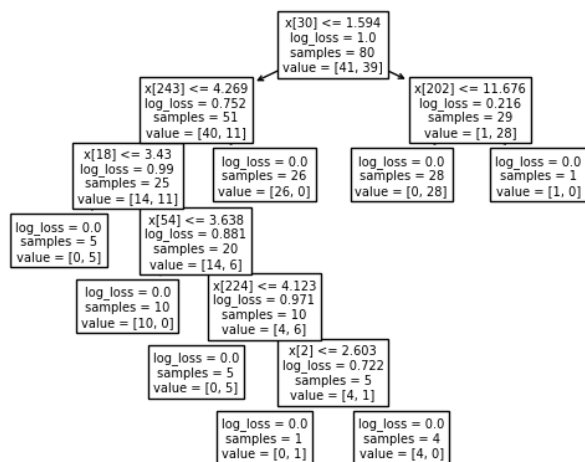 x[30] <= 1.594
log_loss = 1.0
samples = 80
value = [41, 39]
x[243] <= 4.269
log_loss = 0.752
samples = 51
value = [40, 11]
x[202] <= 11.676
log_loss = 0.216
samples = 29
value = [1, 28]
x[18] <= 3.43
log_loss = 0.99
samples = 25
value = [14, 11]
log_loss = 0.0
samples = 26
value = [26, 0]
log_loss = 0.0
samples = 28
value = [0, 28]
log_loss = 0.0
samples = 1
value = [1, 0]
log_loss = 0.0
samples = 5
value = [0, 5]
x[54] <= 3.638
log_loss = 0.881
samples = 20
value = [14, 6]
log_loss = 0.0
samples = 10
value = [10, 0]
x[224] <= 4.123
log_loss = 0.971
samples = 10
value = [4, 6]
log_loss = 0.0
samples = 5
value = [0, 5]
x[2] <= 2.603
log_loss = 0.722
samples = 5
value = [4, 1]
log_loss = 0.0
samples = 1
value = [0, 1]
log_loss = 0.0
samples = 4
value = [4, 0]